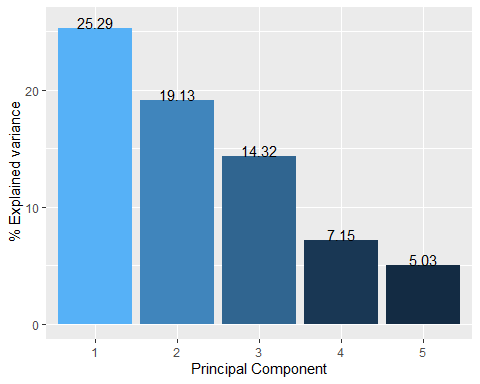 25.29
19.13
14.32
7.15
5.03
20
10
0
% Explained variance
1 2 3 4 5
Principal Component